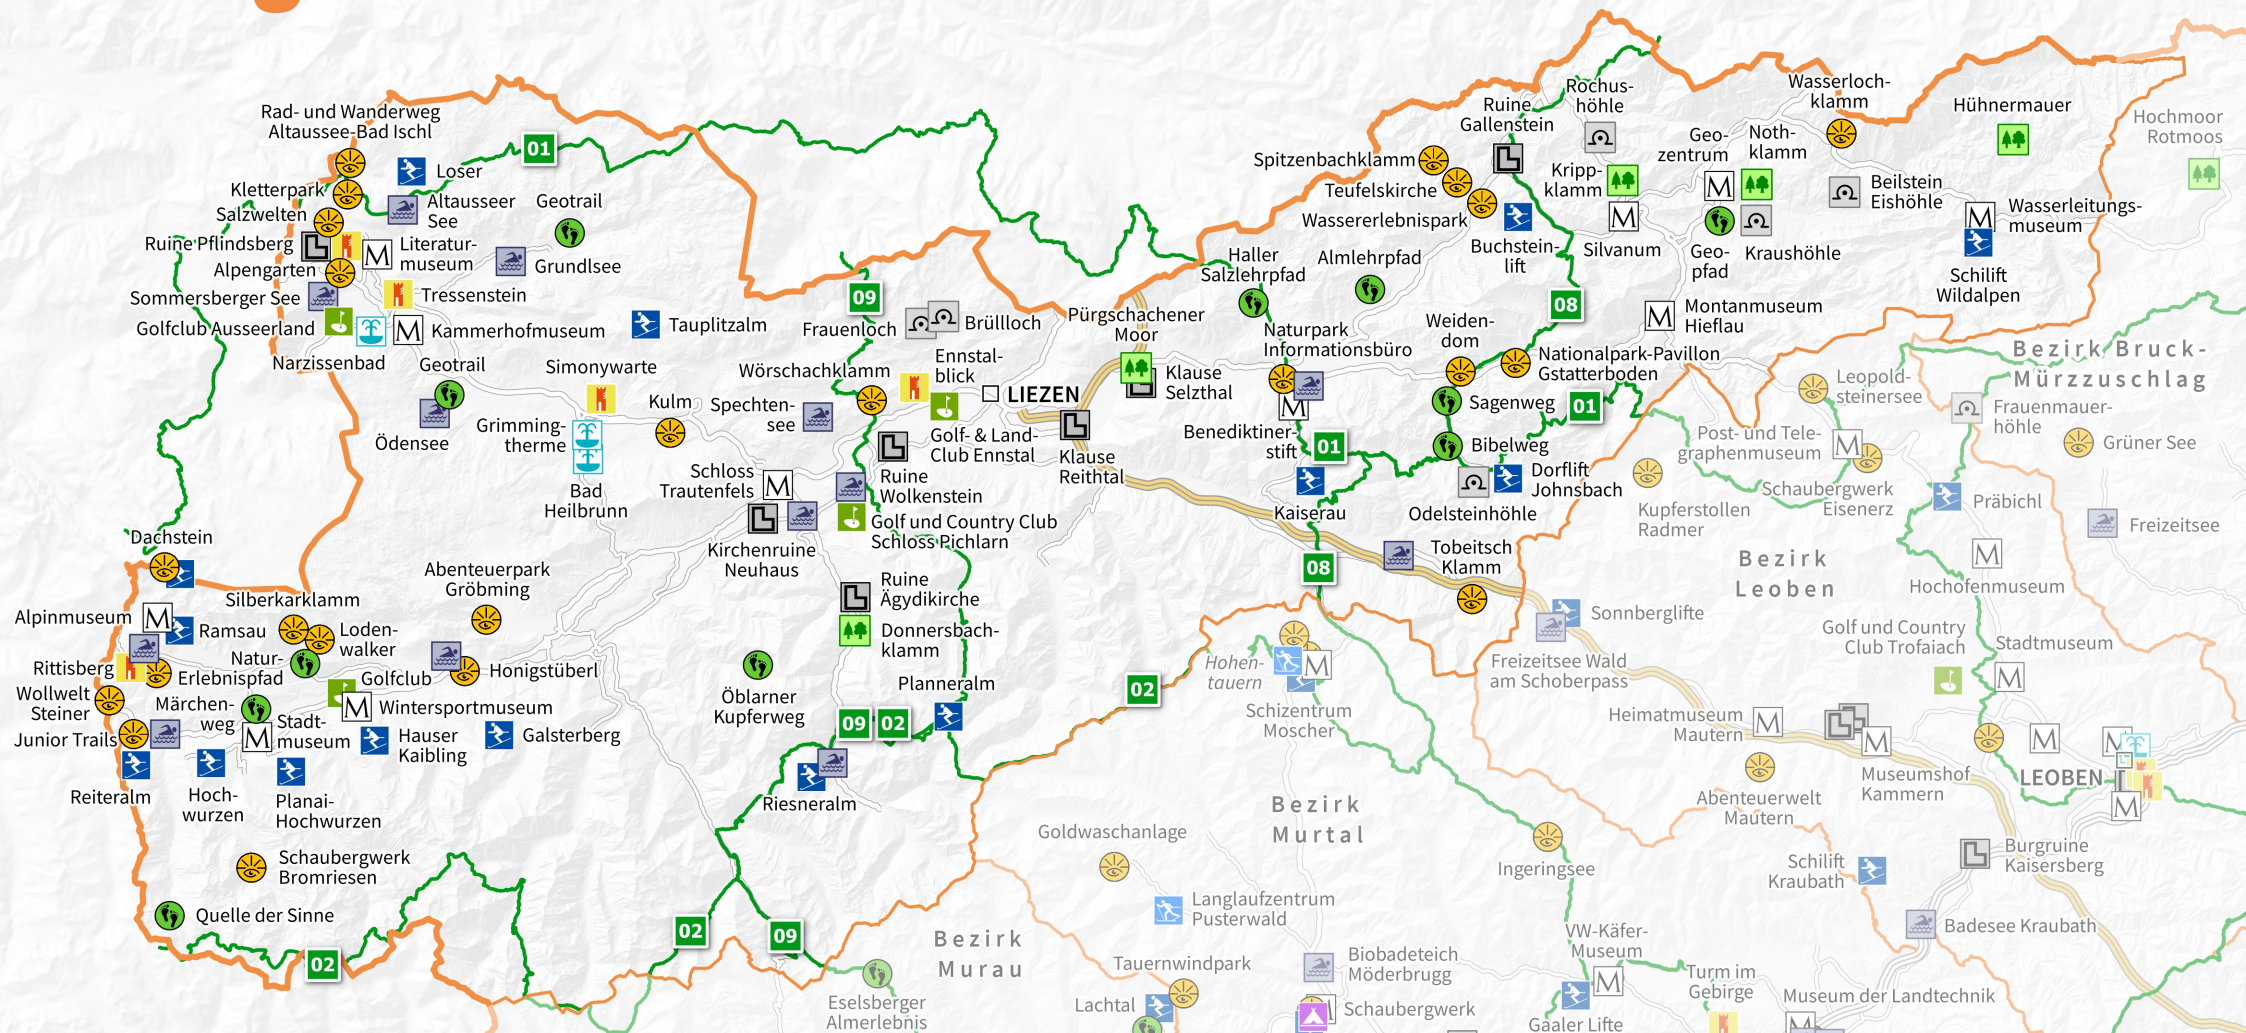 Rad- und Wanderweg
Altaussee-Bad Ischl
Loser
01
Kletterpark
Salzwelten
Altausseer
See
Geotrail
Ruine Pflindsberg
Literatur-
museum
M
Grundlsee
Alpengarten
Sommersberger See
Tressenstein
Golfclub Ausseerland
M
Kammerhofmuseum
Narzissenbad
Geotrail
Ödensee
Tauplitzalm
Simonywarte
Grimming-
therme
Bad
Heilbrunn
Kulm
09
Frauenloch
Brüllloch
Wörschachklamm
Ennstal-
blick
LIEZEN
Spechten-
see
Golf- & Land-
Club Ennstal
Schloss
Trautenfels
M
Ruine
Wolkenstein
Kirchenruine
Neuhaus
Golf und Country Club
Schloss Pichlarn
Ruine
Ägydikirche
Donnersbach-
klamm
Öblarner
Kupferweg
Planneralm
09
02
Riesneralm
02
09
02
02
Pürgschachener
Moor
Klause
Selzthal
Klause
Reithtal
Haller
Salzlehrpfad
Almlehrpfad
Naturpark
Informationsbüro
M
Benediktiner-
stift
01
Kaiserau
08
Spitzenbachklamm
Teufelskirche
Wassererlebnispark
Ruine
Gallenstein
Rochus-
höhle
Buchstein-
lift
Kripp-
klamm
M
Silvanum
Geo-
zentrum
M
Noth-
klamm
Geo-
pfad
Kraushöhle
Wasserloch-
klamm
Beilstein
Eishöhle
Hühnermauer
Hochmoor
Rotmoos
M
Wasserleitungs-
museum
Schilift
Wildalpen
08
M
Montanmuseum
Hieflau
Weiden-
dom
Nationalpark-Pavillon
Gstatterboden
Sagenweg
01
Bibelweg
Dorflift
Johnsbach
Odelsteinhöhle
Tobeitsch
Klamm
Dachstein
Alpinmuseum
M
Ramsau
Silberkarklamm
Loden-
walker
Abenteuerpark
Gröbming
Rittisberg
Erlebnispfad
Natur-
Golfclub
Honigstüberl
Wollwelt
Steiner
Märchen-
weg
M
Wintersportmuseum
Junior Trails
M
Stadt-
museum
Hauser
Kaibling
Galsterberg
Reiteralm
Hoch-
wurzen
Planai-
Hochwurzen
Schaubergwerk
Bromriesen
Quelle der Sinne
Bezirk Bruck-
Mürzzuschlag
Leopold-
steinersee
Frauenmauer-
höhle
Grüner See
Post- und Tele-
graphenmuseum
M
Schaubergwerk
Eisenerz
Kupferstollen
Radmer
Präbichl
Freizeitsee
M
Hochofenmuseum
Bezirk
Leoben
Sonnberglifte
Freizeitsee Wald
am Schoberpass
Golf und Country
Club Trofaiach
Stadtmuseum
M
Hohen-
tauern
M
Schizentrum
Moscher
Heimatmuseum
Mautern
M
M
Museumshof
Kammern
M
M
LEOBEN
M
Abenteuerwelt
Mautern
Bezirk
Murtal
Goldwaschanlage
Ingeringsee
Schilift
Kraubath
Burgruine
Kaisersberg
Badesee Kraubath
Langlaufzentrum
Pusterwald
Bezirk
Murau
Tauernwindpark
Lachtal
Biobadeteich
Möderbrugg
Schaubergwerk
VW-Käfer-
Museum
M
Turm im
Gebirge
Gaaler Lifte
Museum der Landtechnik
M
Eselsberger
Almerlebnis